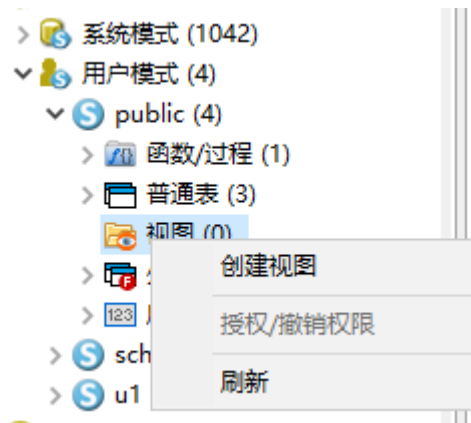 系统模式 (1042)
用户模式 (4)
public (4)
函数/过程 (1)
普通表 (3)
视图 (0)
创建视图
授权/撤销权限
123
sch
刷新
u1